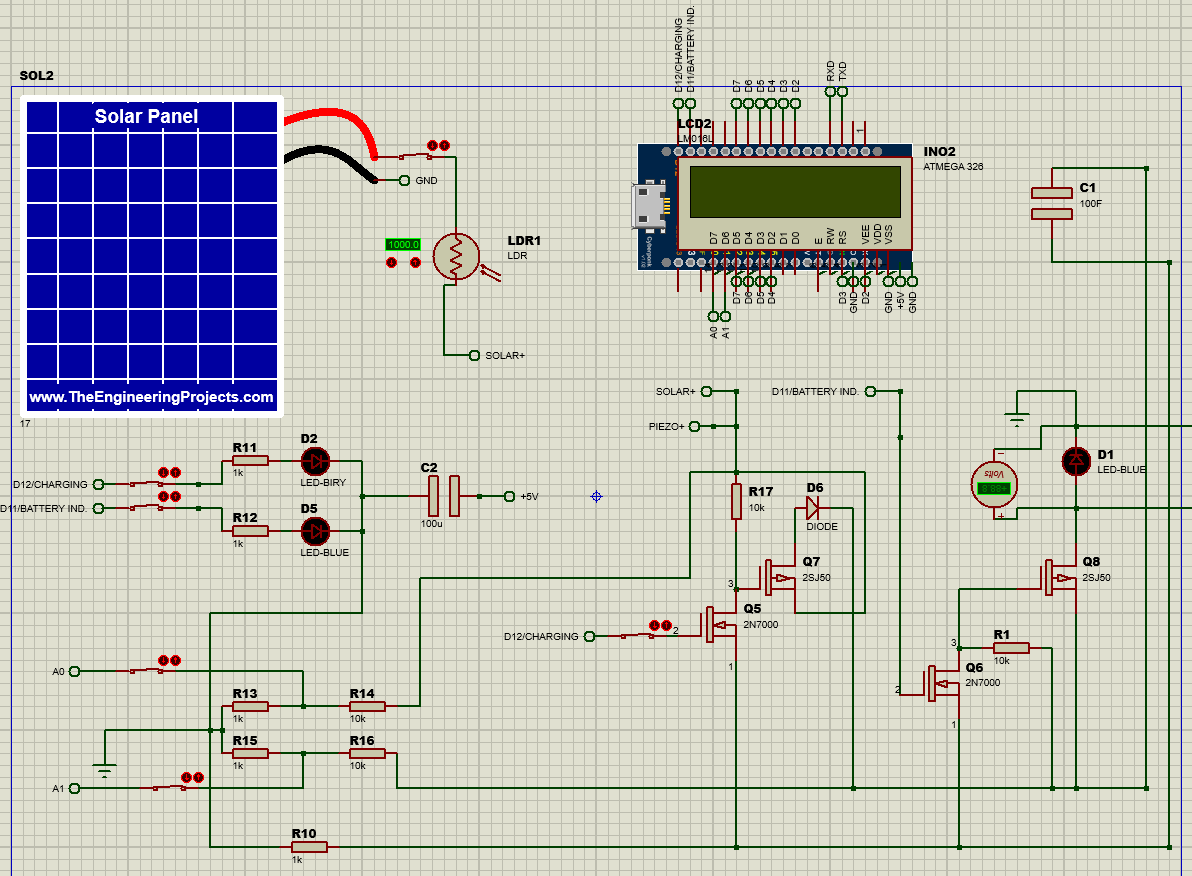 SOL2
Solar Panel
www.TheEngineeringProjects.com
17
GND
1000.0
LDR1
LDR
SOLAR+
D12/CHARGING
D11/BATTERY IND.
D7
D6
D5
D4
D3
D2
RXD
TXD
1
LCD2
LM016L
INO2
ATMEGA 326
D7
D6
D5
D4
D3
D2
D1
D0
E
RW
RS
VEE
VDD
VSS
D7
D6
D5
D4
D3
GND
D2
GND
+5V
GND
A0
A1
C1
100F
SOLAR+
PIEZO+
D11/BATTERY IND.
R11
1k
D2
LED-BIRY
D12/CHARGING
D11/BATTERY IND.
R12
1k
D5
LED-BLUE
C2
100u
+5V
R17
10k
D6
DIODE
Volts
D1
LED-BLUE
Q7
2SJ50
Q8
2SJ50
3
Q5
2N7000
D12/CHARGING
2
1
3
R1
10k
Q6
2N7000
2
1
A0
R13
1k
R14
10k
R15
1k
R16
10k
A1
R10
1k